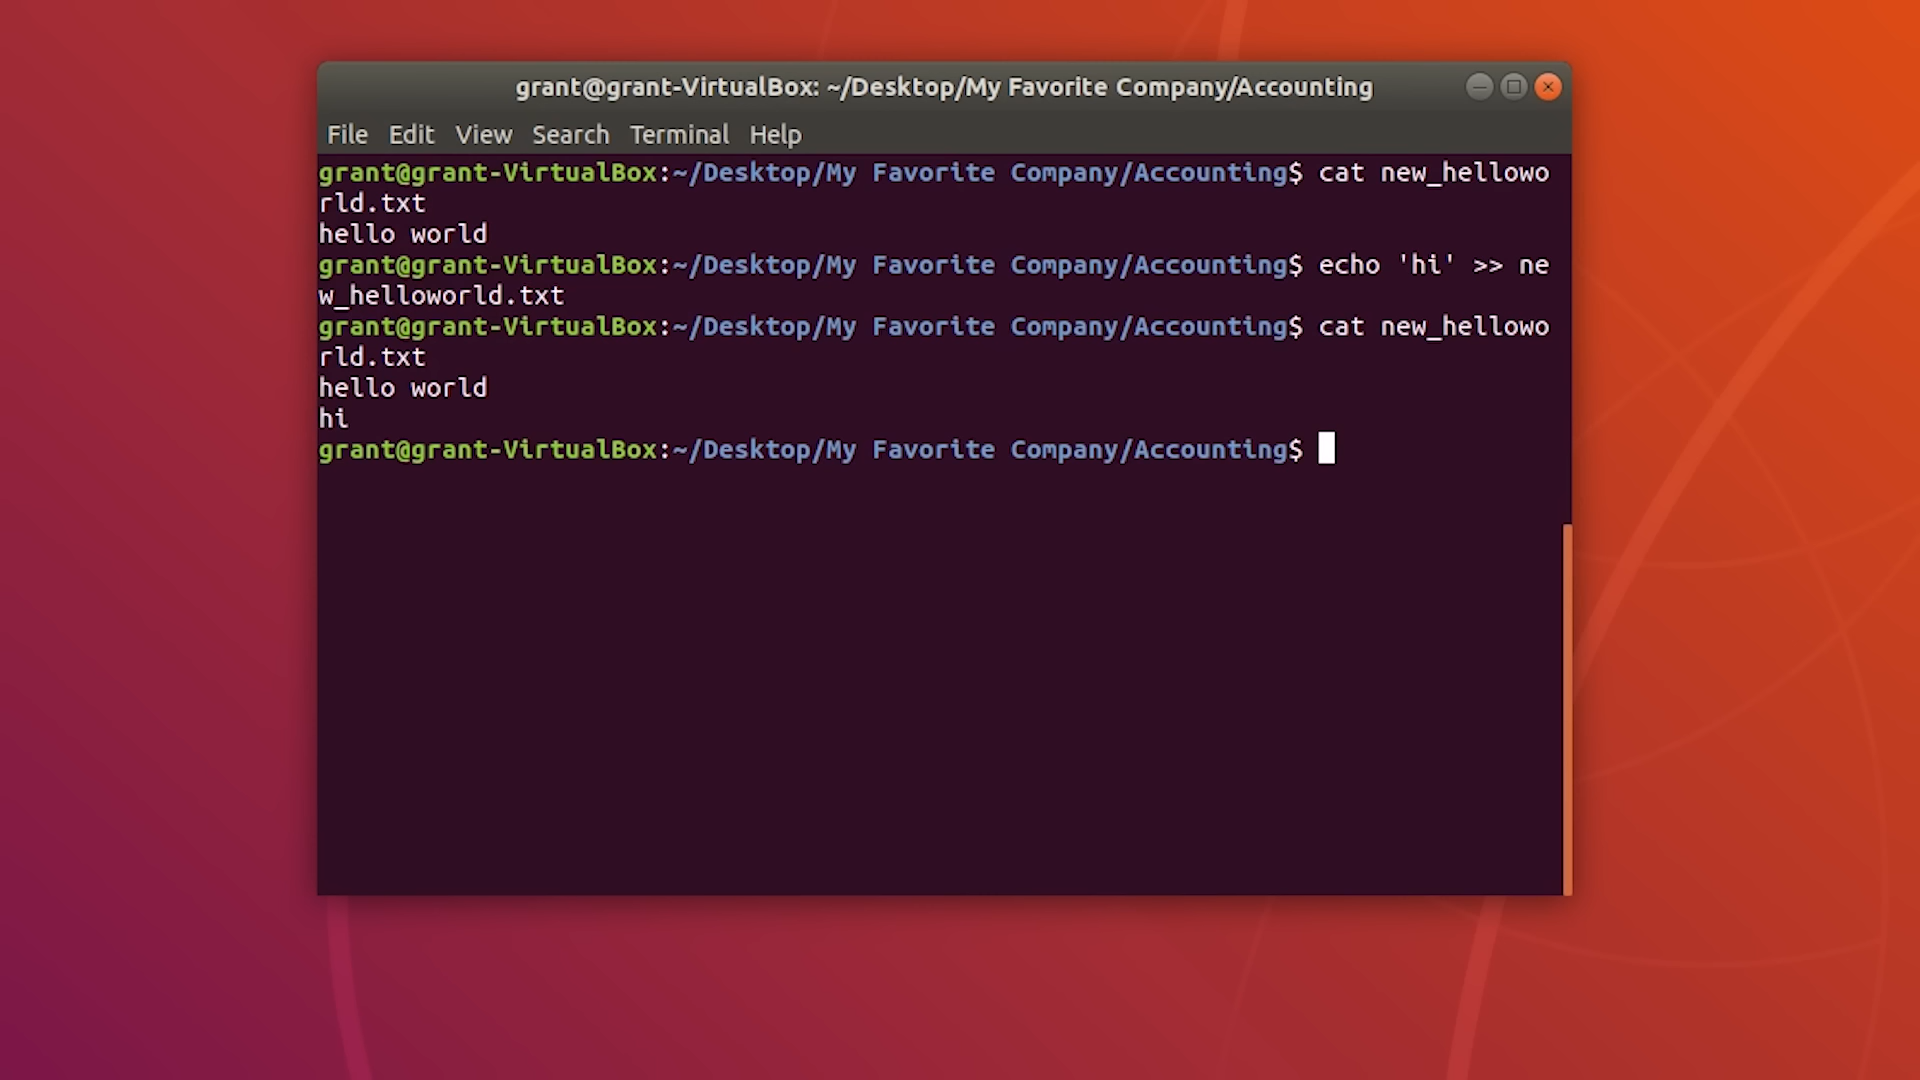 grant@grant-VirtualBox: ~/Desktop/My Favorite Company/Accounting
File Edit View Search Terminal Help
grant@grant-VirtualBox:~/Desktop/My Favorite Company/Accounting$ cat new_hellowo
rld.txt
hello world
grant@grant-VirtualBox:~/Desktop/My Favorite Company/Accounting$ echo 'hi' >> ne
w_helloworld.txt
grant@grant-VirtualBox:~/Desktop/My Favorite Company/Accounting$ cat new_hellowo
rld.txt
hello world
hi
grant@grant-VirtualBox:~/Desktop/My Favorite Company/Accounting$